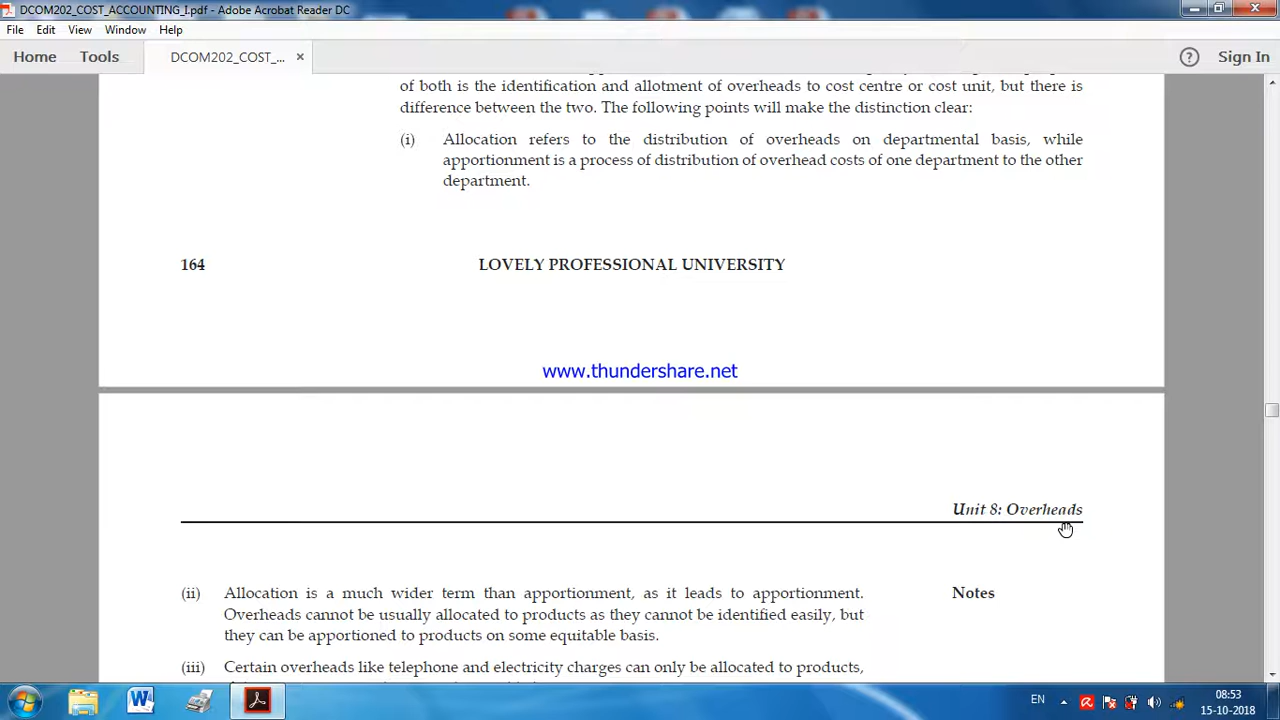 DCOM202_COST_ACCOUNTING_I.pdf - Adobe Acrobat Reader DC
File Edit View Window Help
Home Tools DCOM202_COST_... × ? Sign In
of both is the identification and allotment of overheads to cost centre or cost unit, but there is
difference between the two. The following points will make the distinction clear:
(i) Allocation refers to the distribution of overheads on departmental basis, while
apportionment is a process of distribution of overhead costs of one department to the other
department.
164 LOVELY PROFESSIONAL UNIVERSITY
www.thundershare.net
Unit 8: Overheads
(ii) Allocation is a much wider term than apportionment, as it leads to apportionment. Notes
Overheads cannot be usually allocated to products as they cannot be identified easily, but
they can be apportioned to products on some equitable basis.
(iii) Certain overheads like telephone and electricity charges can only be allocated to products,
EN 08:53
15-10-2018